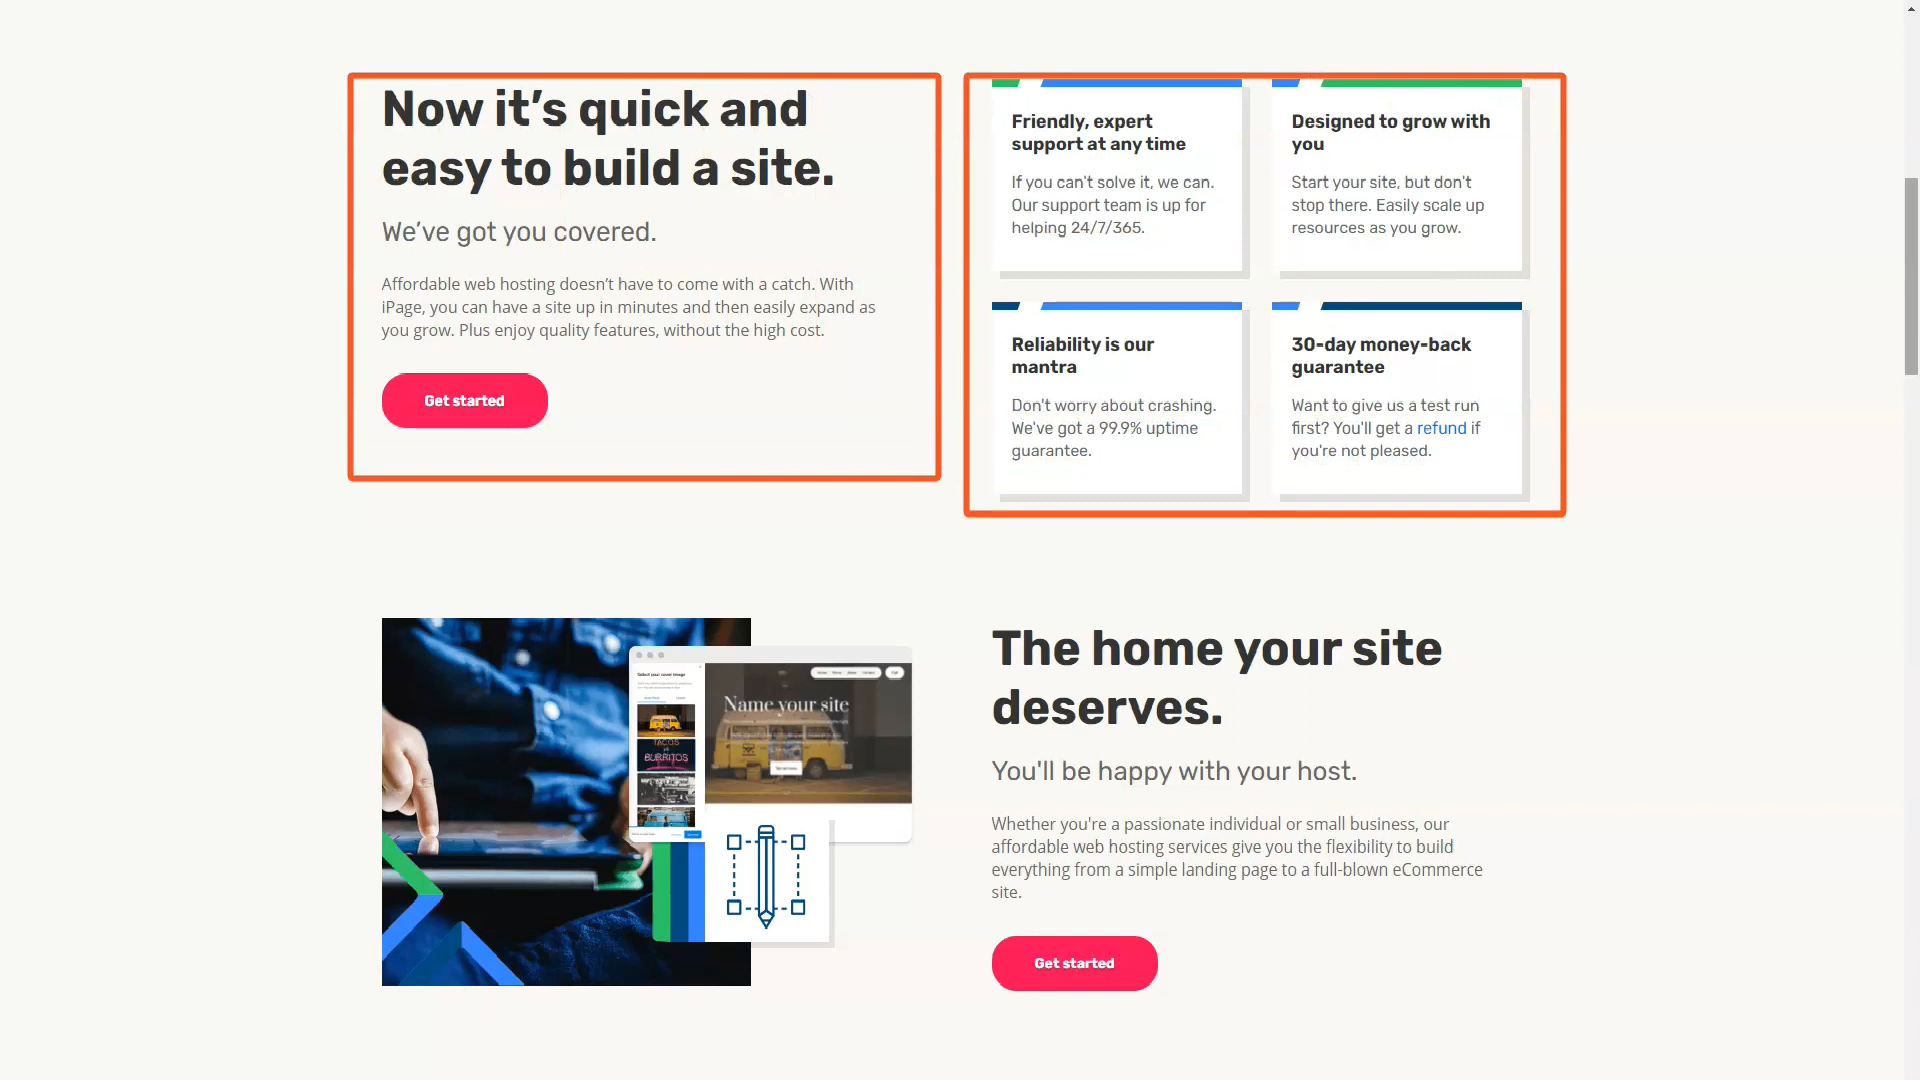 Now it’s quick and
easy to build a site.
We’ve got you covered.
Affordable web hosting doesn’t have to come with a catch. With
iPage, you can have a site up in minutes and then easily expand as
you grow. Plus enjoy quality features, without the high cost.
Get started
Friendly, expert
support at any time
If you can't solve it, we can.
Our support team is up for
helping 24/7/365.
Designed to grow with
you
Start your site, but don't
stop there. Easily scale up
resources as you grow.
Reliability is our
mantra
Don't worry about crashing.
We've got a 99.9% uptime
guarantee.
30-day money-back
guarantee
Want to give us a test run
first? You'll get a refund if
you're not pleased.
Select your cover image
Name your site
TACOS
BURRITOS
The home your site
deserves.
You'll be happy with your host.
Whether you're a passionate individual or small business, our
affordable web hosting services give you the flexibility to build
everything from a simple landing page to a full-blown eCommerce
site.
Get started